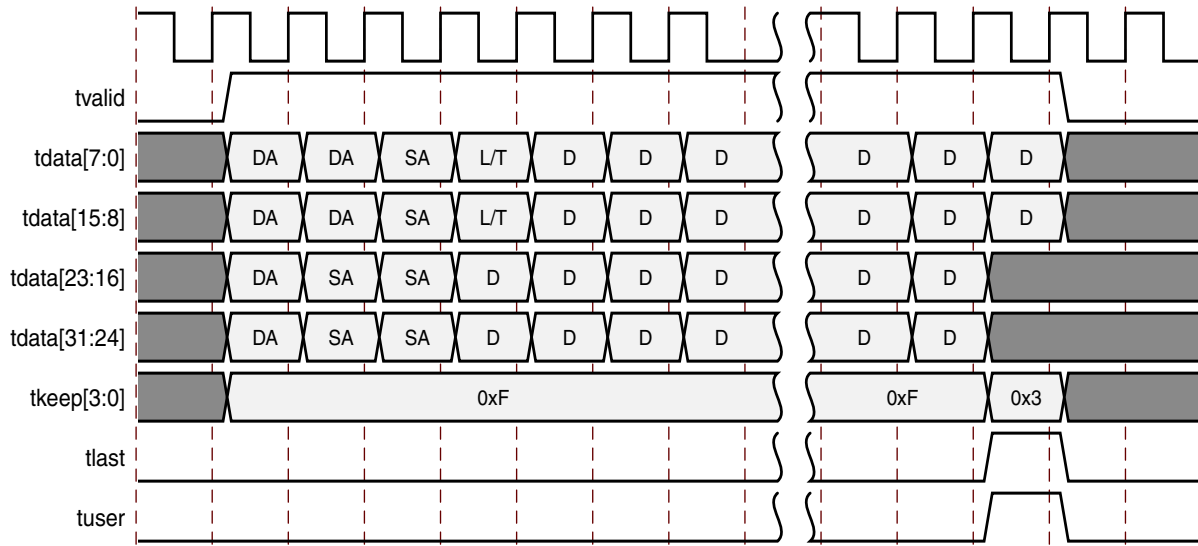 tvalid
tdata[7:0] DA DA SA L/T D D D D D D
tdata[15:8] DA DA SA L/T D D D D D D
tdata[23:16] DA SA SA D D D D D D
tdata[31:24] DA SA SA D D D D D D
tkeep[3:0] 0xF 0xF 0x3
tlast
tuser